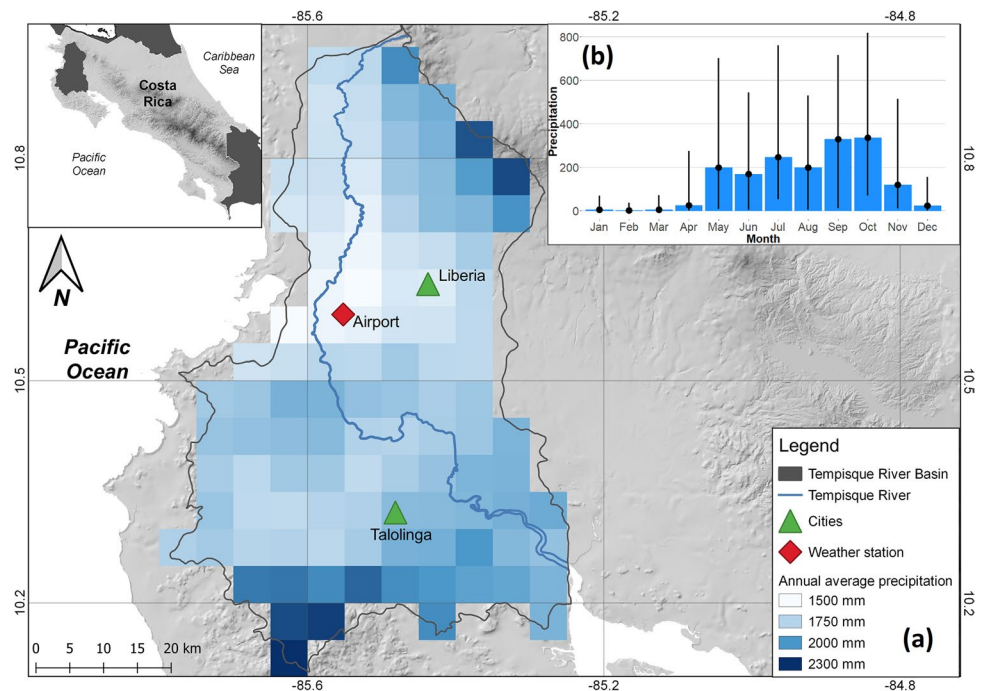 -85.6
-85.2
-84.8
Caribbean
Sea
Costa
Rica
Pacific
Ocean
(b)
Precipitation
800
600
400
200
0
Jan
Feb
Mar
Apr
May
Jun
Jul
Aug
Sep
Oct
Nov
Dec
Month
10.8
10.8
N
Liberia
Airport
Pacific
Ocean
10.5
10.5
Talolinga
10.2
10.2
Legend
Tempisque River Basin
Tempisque River
Cities
Weather station
Annual average precipitation
1500 mm
1750 mm
2000 mm
2300 mm
(a)
0
5
10
15
20 km
-85.6
-85.2
-84.8